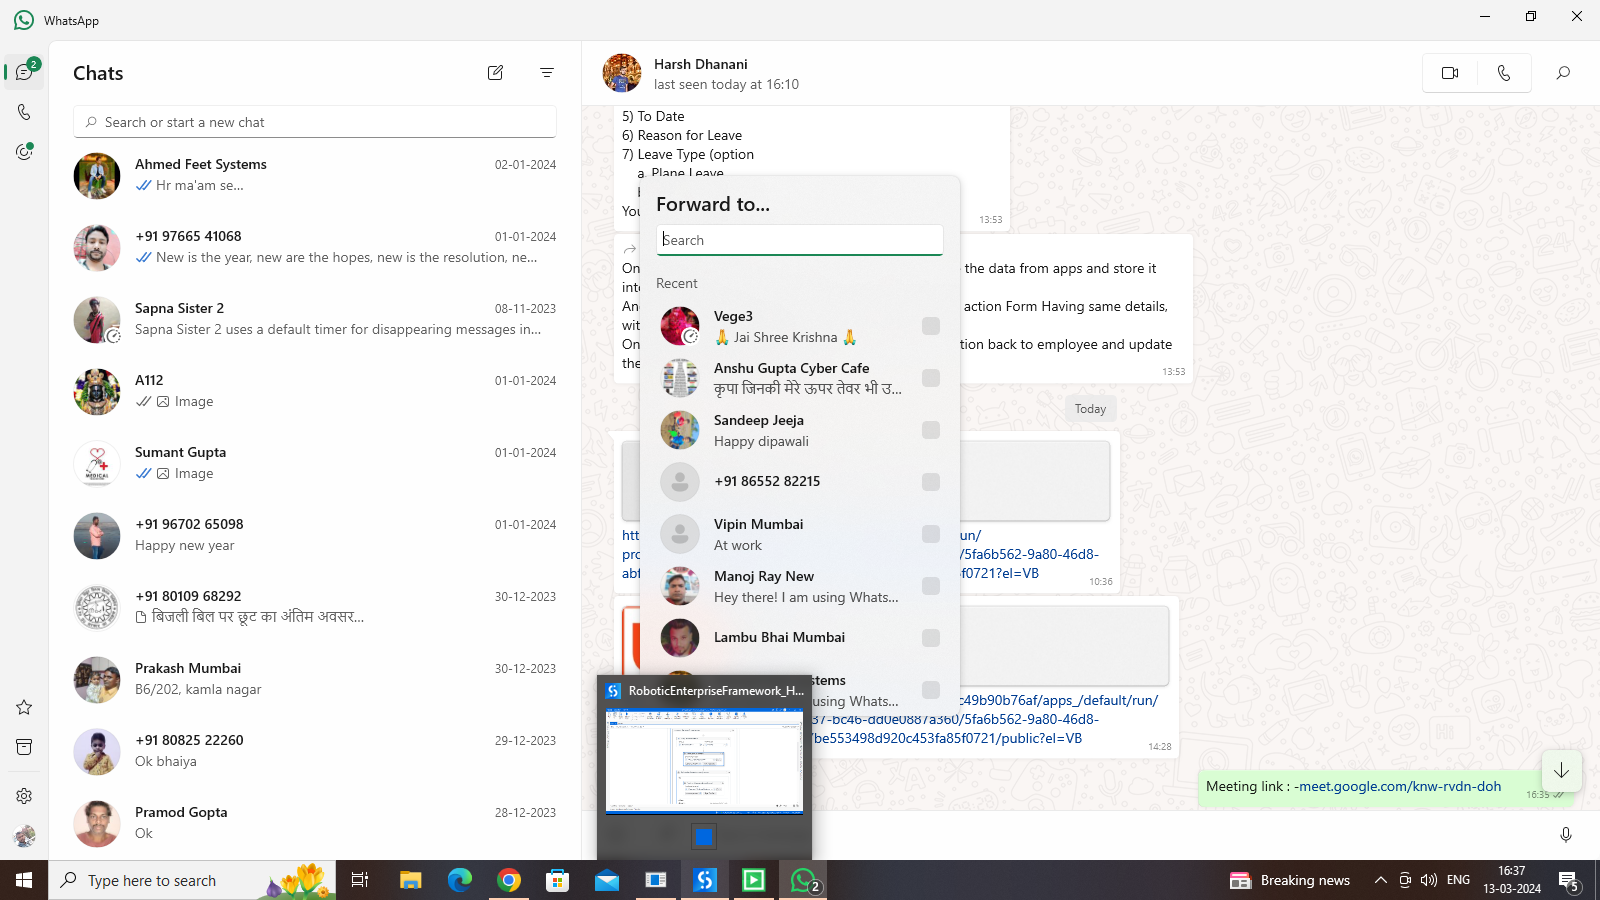 WhatsApp
2
Chats
Search or start a new chat
Ahmed Feet Systems
02-01-2024
Hr ma'am se...
+91 97665 41068
01-01-2024
New is the year, new are the hopes, new is the resolution, ne...
Sapna Sister 2
08-11-2023
Sapna Sister 2 uses a default timer for disappearing messages in...
A112
01-01-2024
Image
Sumant Gupta
01-01-2024
Image
+91 96702 65098
01-01-2024
Happy new year
+91 80109 68292
30-12-2023
बिजली बिल पर छूट का अंतिम अवसर...
Prakash Mumbai
30-12-2023
B6/202, kamla nagar
+91 80825 22260
29-12-2023
Ok bhaiya
Pramod Gopta
28-12-2023
Ok
Harsh Dhanani
last seen today at 16:10
5) To Date
6) Reason for Leave
7) Leave Type (option
a. Plane Leave
You
13:53
On
the data from apps and store it
inte
An
action Form Having same details,
wit
On
tion back to employee and update
the
13:53
Today
htt
un/
pro
/5fa6b562-9a80-46d8-
abf
f0721?el=VB
10:36
c49b90b76af/apps_/default/run/
37-bc46-dd0e0887a360/5fa6b562-9a80-46d8-
7be553498d920c453fa85f0721/public?el=VB
14:28
Meeting link : -meet.google.com/knw-rvdn-doh
16:35
Forward to...
Search
Recent
Vege3
🙏 Jai Shree Krishna 🙏
Anshu Gupta Cyber Cafe
कृपा जिनकी मेरे ऊपर तेवर भी उ...
Sandeep Jeeja
Happy dipawali
+91 86552 82215
Vipin Mumbai
At work
Manoj Ray New
Hey there! I am using Whats...
Lambu Bhai Mumbai
stems
using Whats...
RoboticEnterpriseFramework_H...
Type here to search
2
Breaking news
ENG
16:37
13-03-2024
5